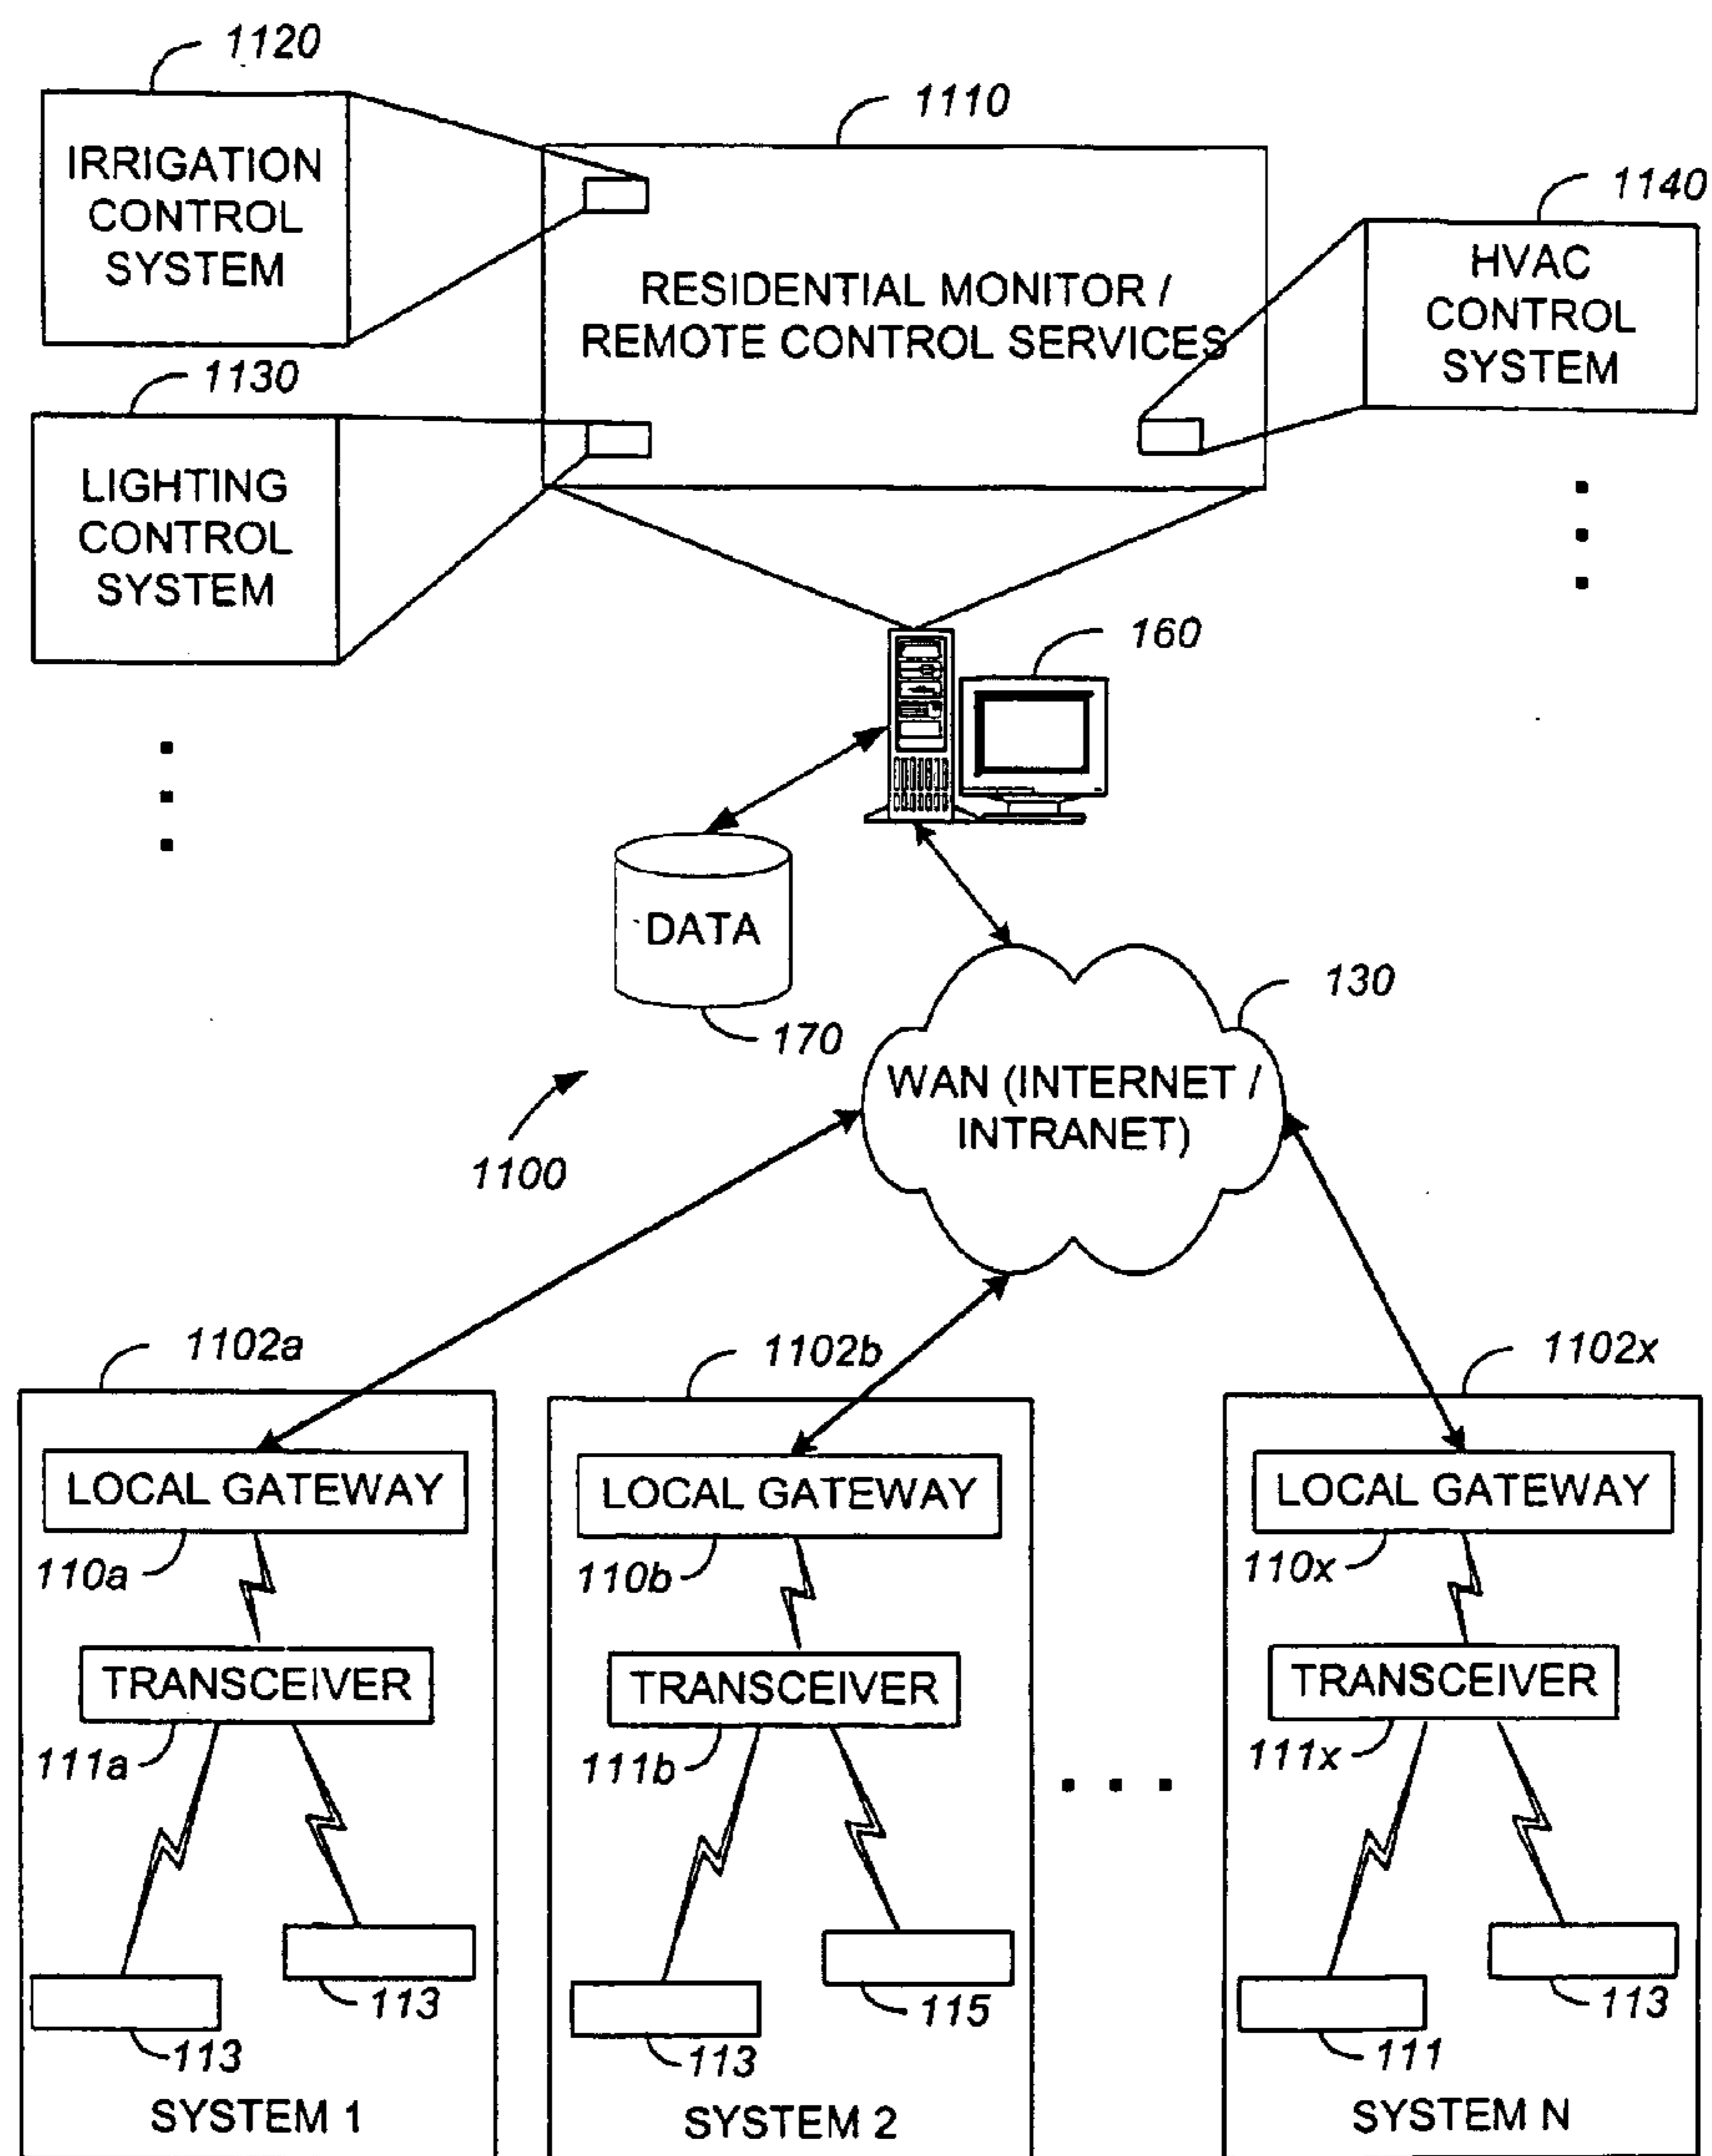 1120
1110
IRRIGATION
CONTROL
SYSTEM
1140
RESIDENTIAL MONITOR /
REMOTE CONTROL SERVICES
HVAC
CONTROL
SYSTEM
1130
LIGHTING
CONTROL
SYSTEM
160
DATA
170
130
WAN (INTERNET /
INTRANET)
1100
1102a
1102b
1102x
LOCAL GATEWAY
LOCAL GATEWAY
LOCAL GATEWAY
110a
110b
110x
TRANSCEIVER
TRANSCEIVER
TRANSCEIVER
111a
111b
111x
113
115
113
113
113
111
SYSTEM 1
SYSTEM 2
SYSTEM N